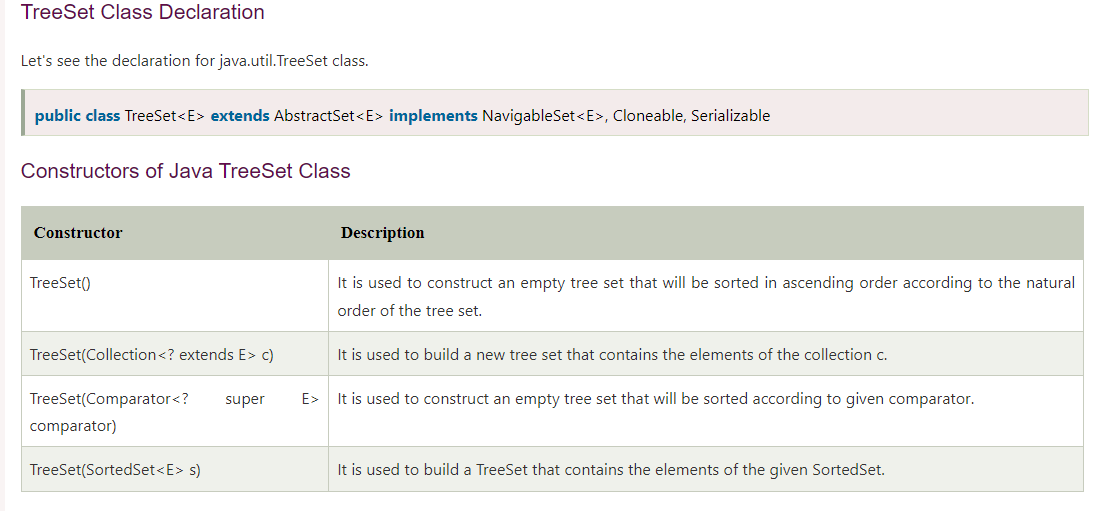 TreeSet Class Declaration
Let's see the declaration for java.util.TreeSet class.
public class TreeSet<E> extends AbstractSet<E> implements NavigableSet<E>, Cloneable, Serializable
Constructors of Java TreeSet Class
Constructor Description
TreeSet() It is used to construct an empty tree set that will be sorted in ascending order according to the natural
order of the tree set.
TreeSet(Collection<? extends E> c) It is used to build a new tree set that contains the elements of the collection c.
TreeSet(Comparator<? super E> It is used to construct an empty tree set that will be sorted according to given comparator.
comparator)
TreeSet(SortedSet<E> s) It is used to build a TreeSet that contains the elements of the given SortedSet.